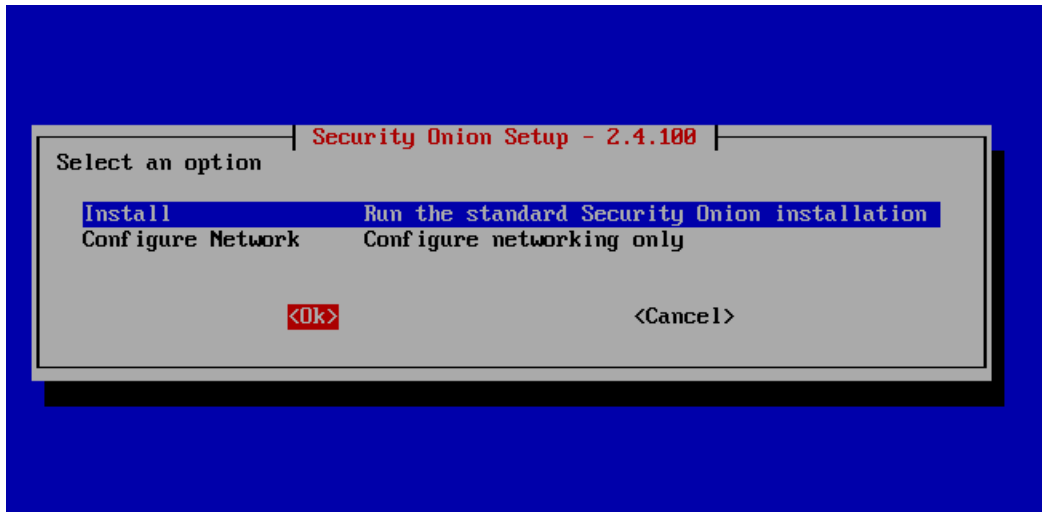 Security Onion Setup - 2.4.100
Select an option
Install Run the standard Security Onion installation
Configure Network Configure networking only
<Ok> <Cancel>